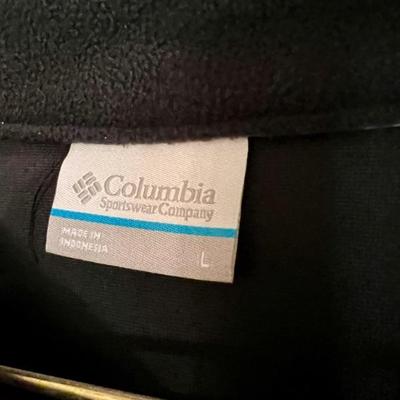 Columbia
Sportswear Company
MADE IN
INDONESIA
L